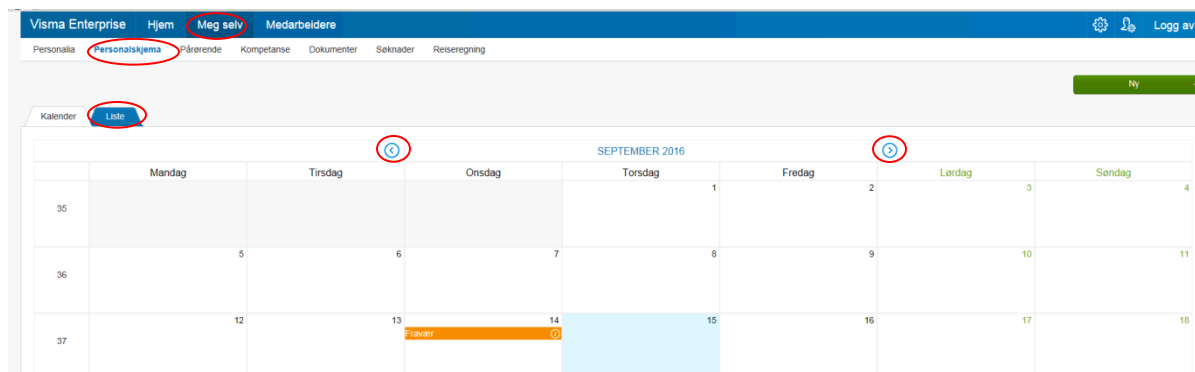 Visma Enterprise Hjem Meg selv Medarbeidere Logg av
Personalia Personalskjema Pårørende Kompetanse Dokumenter Søknader Reiseregning
Ny
Kalender Liste
SEPTEMBER 2016
Mandag Tirsdag Onsdag Torsdag Fredag Lørdag Søndag
1 2 3 4
35
5 6 7 8 9 10 11
36
12 13 14 15 16 17 18
Fravær
37